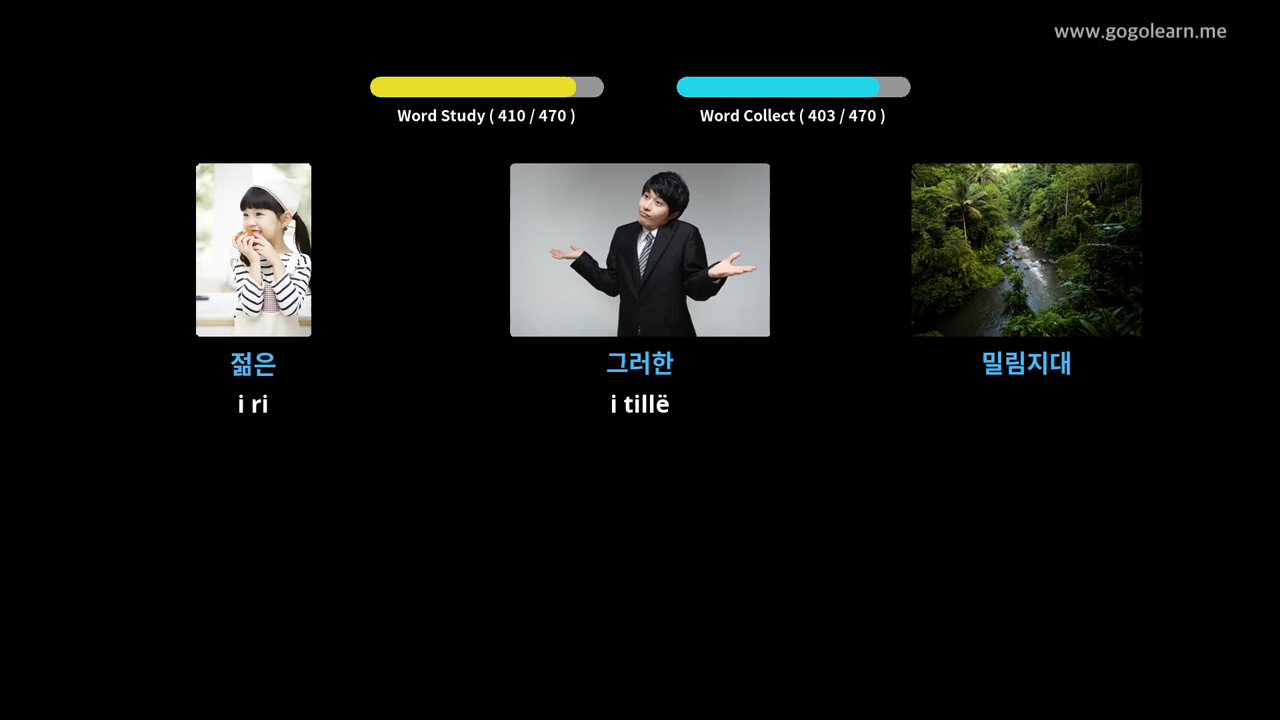 www.gogolearn.me
Word Study ( 410 / 470 )
Word Collect ( 403 / 470 )
젊은
그러한
밀림지대
i ri
i tillë